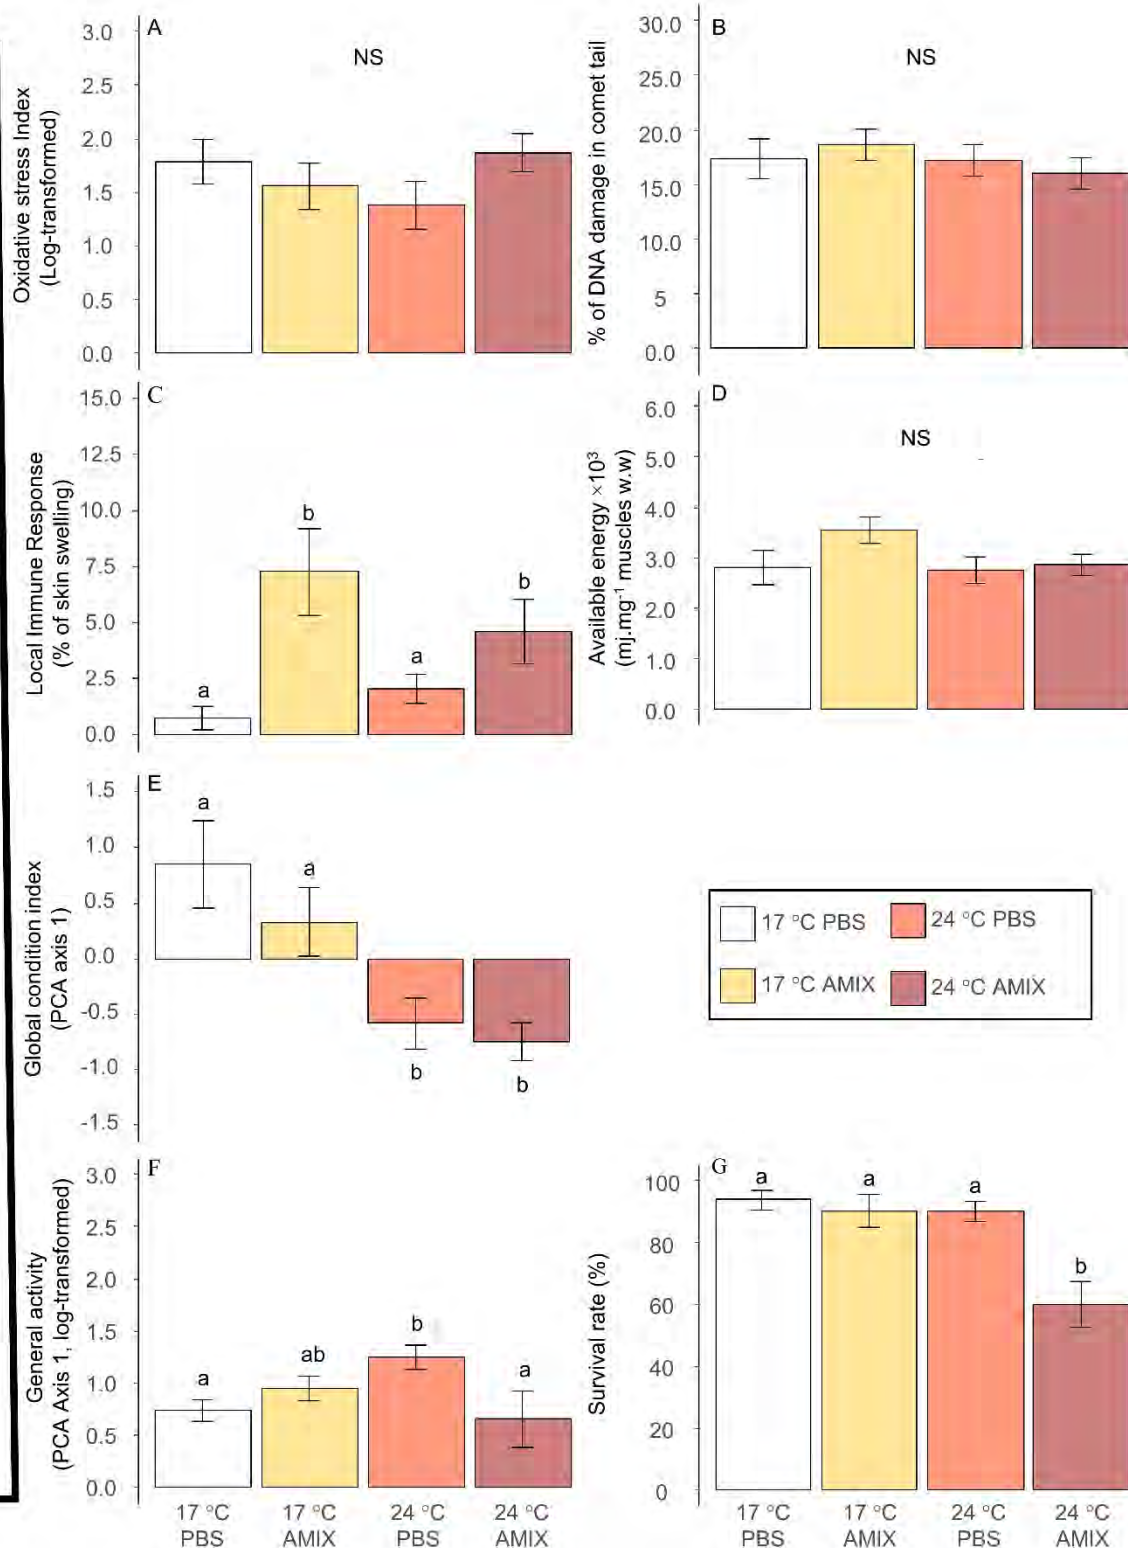 A
NS
Oxidative stress Index
(Log-transformed)
3.0
2.5
2.0
1.5
1.0
0.5
0.0
B
NS
% of DNA damage in comet tail
30.0
25.0
20.0
15.0
10.0
5
0.0
C
Local Immune Response
(% of skin swelling)
15.0
12.5
10.0
7.5
5.0
2.5
0.0
a
b
a
b
D
NS
Available energy ×10³
(mj.mg⁻¹ muscles w.w)
6.0
5.0
4.0
3.0
2.0
1.0
0.0
E
Global condition index
(PCA axis 1)
1.5
1.0
0.5
0.0
-0.5
-1.0
-1.5
a
a
b
b
17 °C PBS
24 °C PBS
17 °C AMIX
24 °C AMIX
F
General activity
(PCA Axis 1, log-transformed)
3.0
2.5
2.0
1.5
1.0
0.5
0.0
a
ab
b
a
17 °C
PBS
17 °C
AMIX
24 °C
PBS
24 °C
AMIX
G
Survival rate (%)
100
80
60
40
20
0
a
a
a
b
17 °C
PBS
17 °C
AMIX
24 °C
PBS
24 °C
AMIX